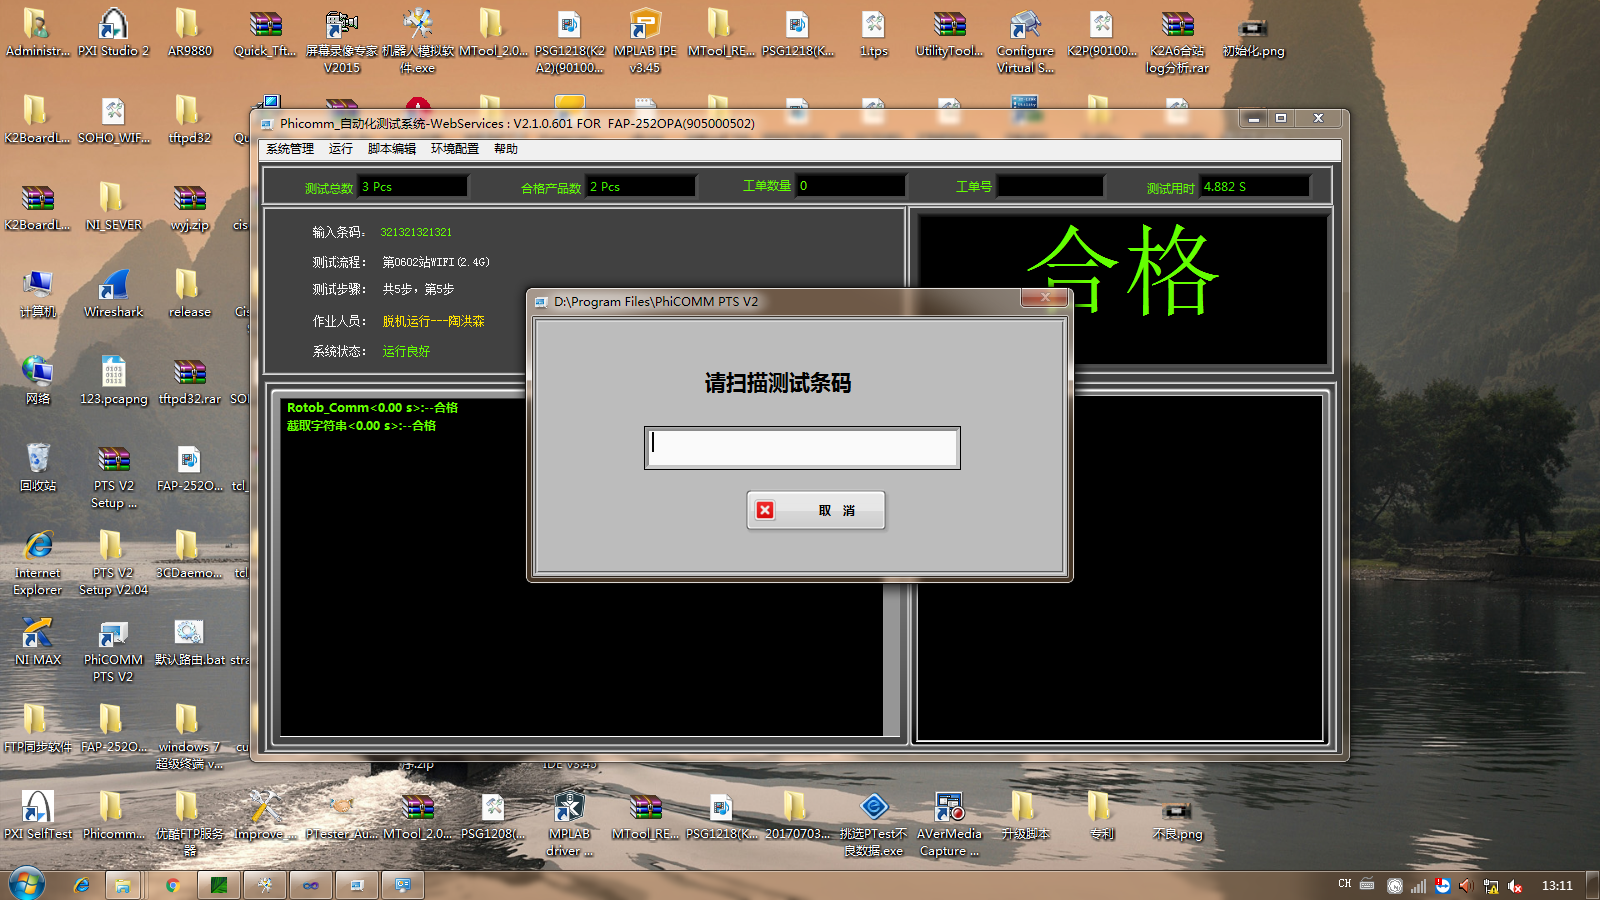 Administr...
PXI Studio 2
AR9880
Quick_Tft...
屏幕录像专家 V2015
机器人模拟软件.exe
MTool_2.0...
PSG1218(K2 A2)(90100...
MPLAB IPE v3.45
MTool_RE...
PSG1218(K...
1.tps
UtilityTool...
Configure Virtual S...
K2P(90100...
K2A6合站 log分析.rar
初始化.png
K2BoardL...
SOHO_WIF...
tftpd32
Phicomm_自动化测试系统-WebServices : V2.1.0.601 FOR FAP-252OPA(905000502)
系统管理 运行 脚本编辑 环境配置 帮助
测试总数 3 Pcs 合格产品数 2 Pcs 工单数量 0 工单号 测试用时 4.882 S
输入条码: 321321321321
测试流程: 第0602站WIFI(2.4G)
测试步骤: 共5步，第5步
作业人员: 脱机运行---陶洪森
系统状态: 运行良好
合格
Rotob_Comm<0.00 s>:--合格
截取字符串<0.00 s>:--合格
D:\Program Files\PhiCOMM PTS V2
请扫描测试条码
取 消
K2BoardL...
NI_SEVER
wyj.zip
cis
计算机
Wireshark
release
网络
123.pcapng
tftpd32.rar
回收站
PTS V2 Setup ...
FAP-252O...
tcl_
Internet Explorer
PTS V2 Setup V2.04
3CDaemo...
NI MAX
PhiCOMM PTS V2
默认路由.bat
FTP同步软件
FAP-252O...
windows 7 超级终端 v...
PXI SelfTest
Phicomm...
优酷FTP服务器
Improve_...
PTester_Au...
MTool_2.0...
PSG1208(...
MPLAB driver ...
MTool_RE...
PSG1218(K...
20170703...
挑选PTest不良数据.exe
AVerMedia Capture ...
升级脚本
专利
不良.png
CH
13:11